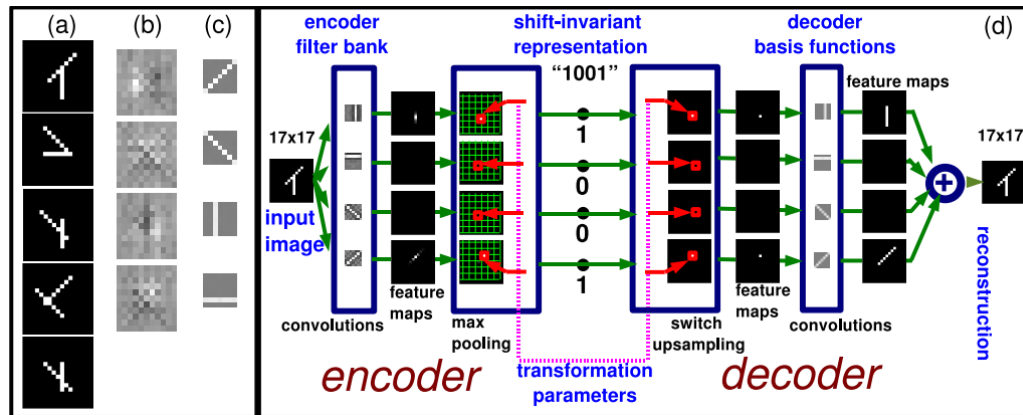 (a)
(b)
(c)
encoder
filter bank
shift-invariant
representation
"1001"
decoder
basis functions
(d)
feature maps
17x17
17x17
1
0
0
1
input
image
convolutions
feature
maps
max
pooling
switch
upsampling
feature
maps
convolutions
reconstruction
encoder
transformation
parameters
decoder